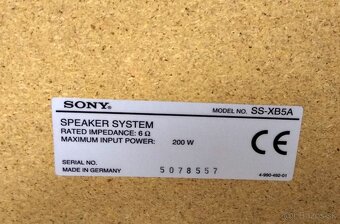 SONY® MODEL NO. SS-XB5A
SPEAKER SYSTEM
RATED IMPEDANCE: 6 Ω
MAXIMUM INPUT POWER: 200 W
CE
SERIAL NO.
MADE IN GERMANY 5078557
4-980-492-01